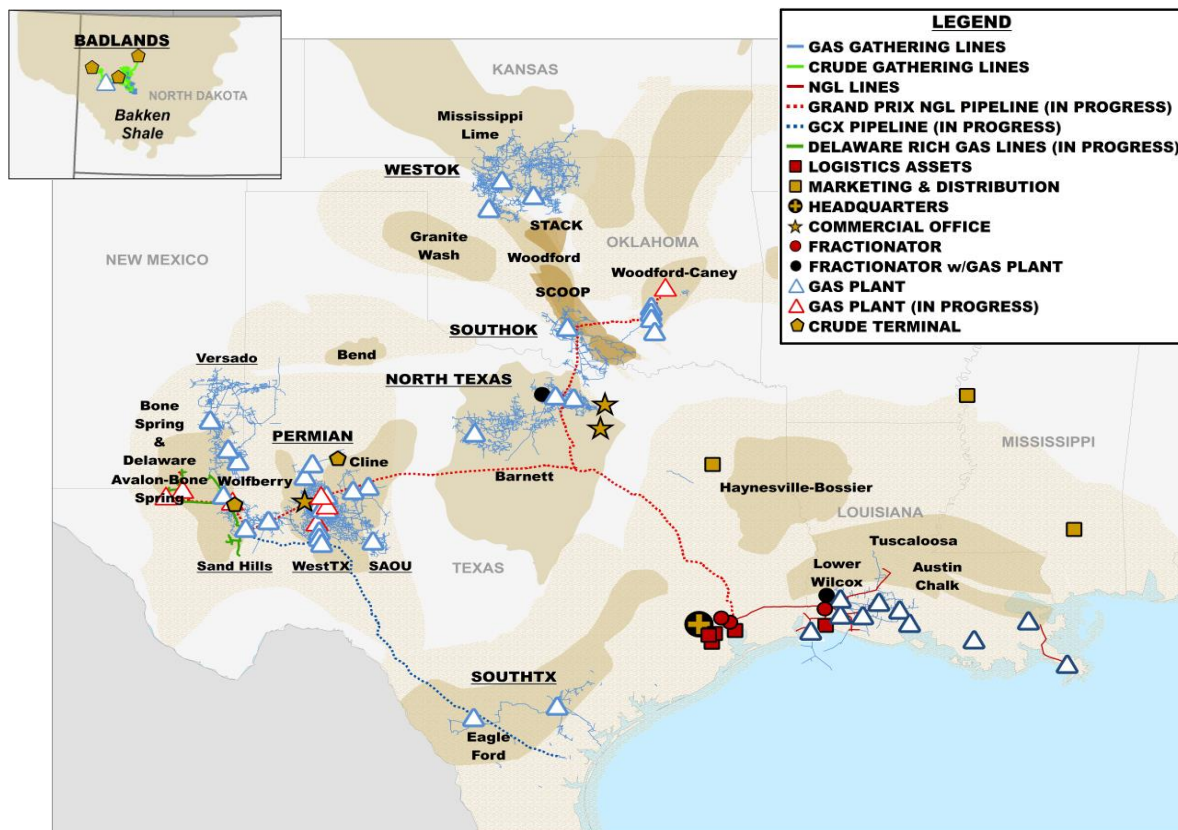 BADLANDS
NORTH DAKOTA
Bakken
Shale
LEGEND
GAS GATHERING LINES
CRUDE GATHERING LINES
NGL LINES
GRAND PRIX NGL PIPELINE (IN PROGRESS)
GCX PIPELINE (IN PROGRESS)
DELAWARE RICH GAS LINES (IN PROGRESS)
LOGISTICS ASSETS
MARKETING & DISTRIBUTION
HEADQUARTERS
COMMERCIAL OFFICE
FRACTIONATOR
FRACTIONATOR w/GAS PLANT
GAS PLANT
GAS PLANT (IN PROGRESS)
CRUDE TERMINAL
KANSAS
Mississippi
Lime
WESTOK
STACK
Granite
Wash
Woodford
OKLAHOMA
NEW MEXICO
Woodford-Caney
SCOOP
SOUTHOK
Versado
Bend
NORTH TEXAS
Bone
Spring
&
Delaware
PERMIAN
Cline
Avalon-Bone
Spring
Wolfberry
Barnett
Haynesville-Bossier
MISSISSIPPI
LOUISIANA
Sand Hills
WestTX
SAOU
TEXAS
Tuscaloosa
Lower
Wilcox
Austin
Chalk
SOUTHTX
Eagle
Ford